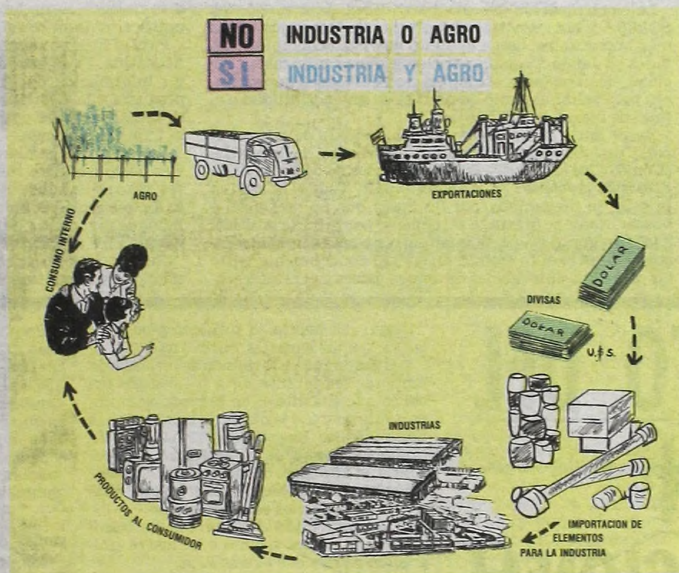 NO INDUSTRIA O AGRO
SI INDUSTRIA Y AGRO
AGRO
EXPORTACIONES
CONSUMO INTERNO
DOLAR
DIVISAS
DOLAR
U.$S.
INDUSTRIAS
PRODUCTOS AL CONSUMIDOR
IMPORTACION DE
ELEMENTOS
PARA LA INDUSTRIA